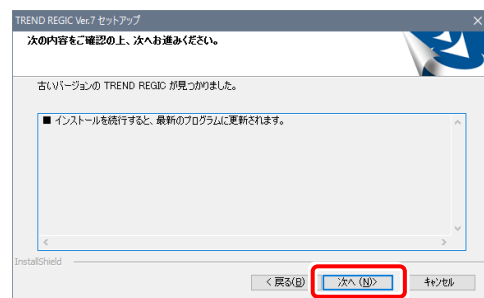 TREND REGIC Ver.7 セットアップ
次の内容をご確認の上、次へお進みください。
古いバージョンの TREND REGIC が見つかりました。
■ インストールを続行すると、最新のプログラムに更新されます。
InstallShield
< 戻る(B)
次へ (N)>
キャンセル